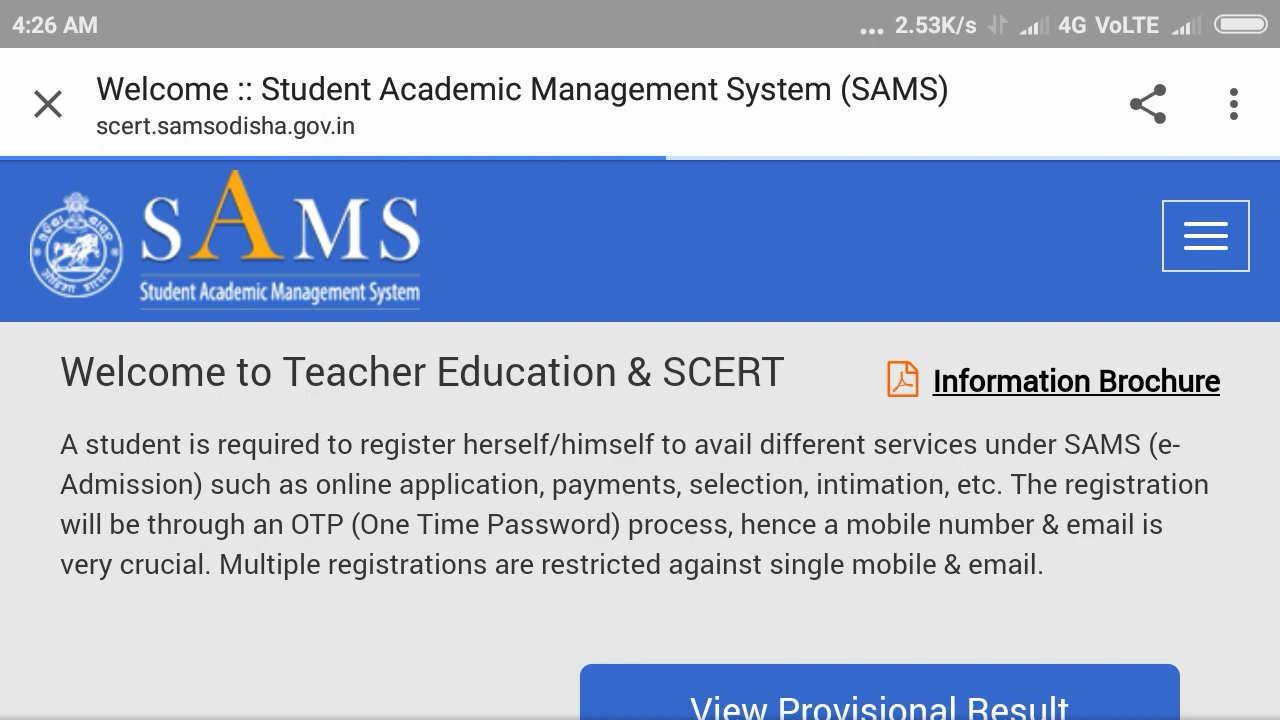 4:26 AM ... 2.53K/s 4G VoLTE
Welcome :: Student Academic Management System (SAMS)
scert.samsodisha.gov.in
SAMS
Student Academic Management System
Welcome to Teacher Education & SCERT
Information Brochure
A student is required to register herself/himself to avail different services under SAMS (e-
Admission) such as online application, payments, selection, intimation, etc. The registration
will be through an OTP (One Time Password) process, hence a mobile number & email is
very crucial. Multiple registrations are restricted against single mobile & email.
View Provisional Result